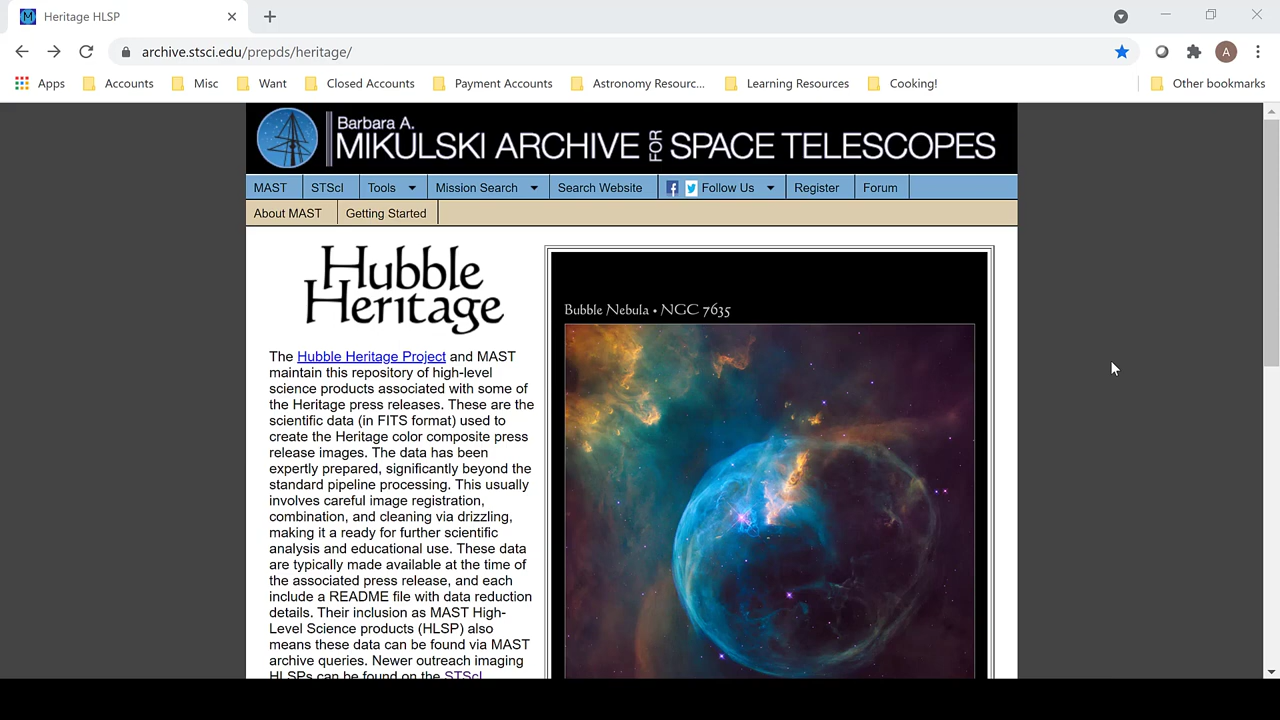 Heritage HLSP
archive.stsci.edu/prepds/heritage/
A
Apps Accounts Misc Want Closed Accounts Payment Accounts Astronomy Resourc... Learning Resources Cooking! Other bookmarks
Barbara A.
MIKULSKI ARCHIVE FOR SPACE TELESCOPES
MAST STScI Tools Mission Search Search Website Follow Us Register Forum
About MAST Getting Started
Hubble
Heritage
The Hubble Heritage Project and MAST
maintain this repository of high-level
science products associated with some of
the Heritage press releases. These are the
scientific data (in FITS format) used to
create the Heritage color composite press
release images. The data has been
expertly prepared, significantly beyond the
standard pipeline processing. This usually
involves careful image registration,
combination, and cleaning via drizzling,
making it a ready for further scientific
analysis and educational use. These data
are typically made available at the time of
the associated press release, and each
include a README file with data reduction
details. Their inclusion as MAST High-
Level Science products (HLSP) also
means these data can be found via MAST
archive queries. Newer outreach imaging
HLSPs can be found on the STScI
Bubble Nebula • NGC 7635